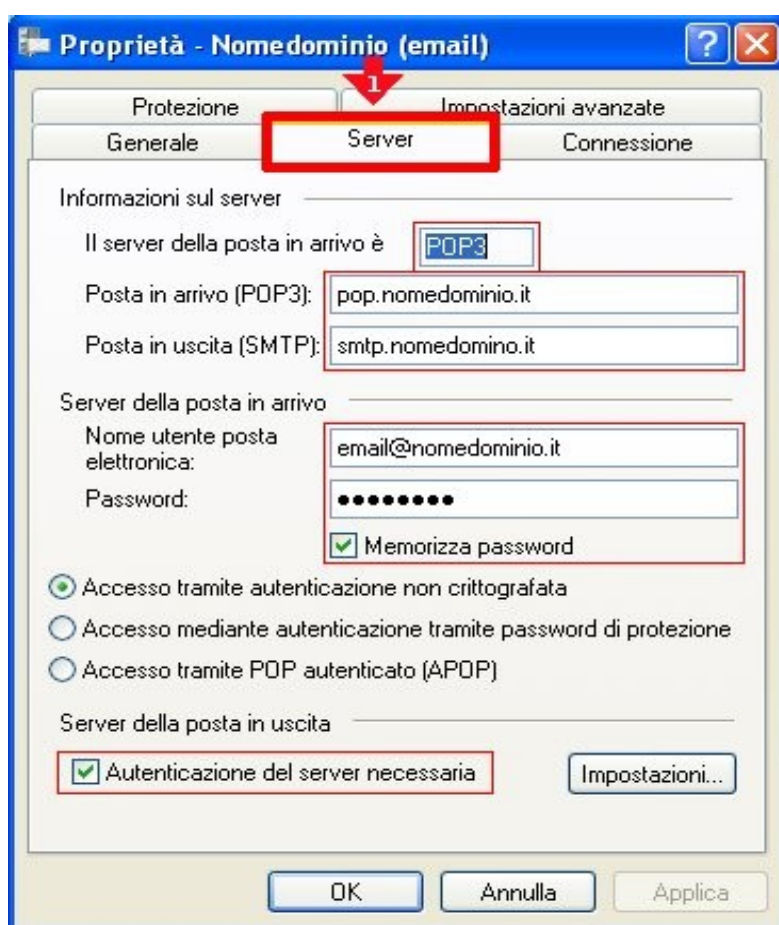 Proprietà - Nomedominio (email)
1
Protezione
Impostazioni avanzate
Generale
Server
Connessione
Informazioni sul server
Il server della posta in arrivo è
POP3
Posta in arrivo (POP3):
pop.nomedominio.it
Posta in uscita (SMTP):
smtp.nomedomino.it
Server della posta in arrivo
Nome utente posta
elettronica:
email@nomedominio.it
Password:
●●●●●●●●
Memorizza password
Accesso tramite autenticazione non crittografata
Accesso mediante autenticazione tramite password di protezione
Accesso tramite POP autenticato (APOP)
Server della posta in uscita
Autenticazione del server necessaria
Impostazioni...
OK
Annulla
Applica